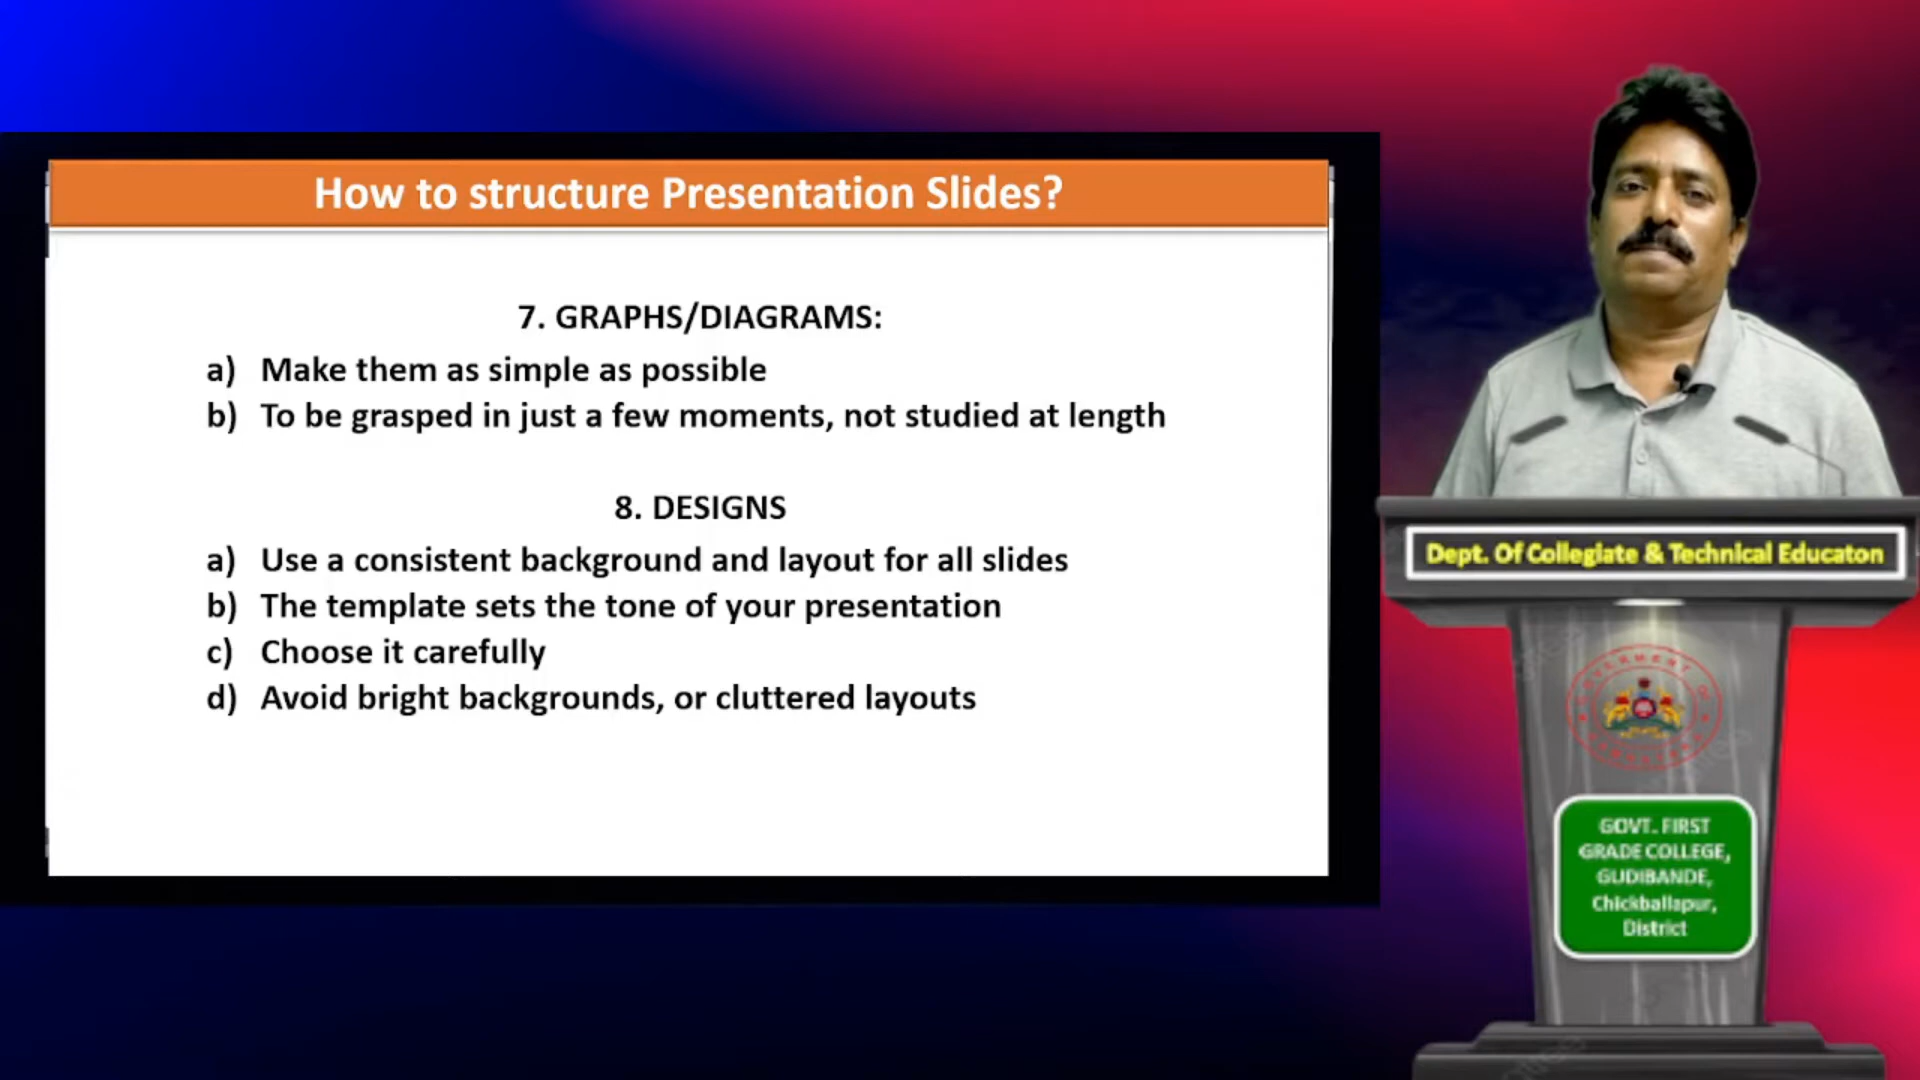 How to structure Presentation Slides?
7. GRAPHS/DIAGRAMS:
a) Make them as simple as possible
b) To be grasped in just a few moments, not studied at length
8. DESIGNS
a) Use a consistent background and layout for all slides
b) The template sets the tone of your presentation
c) Choose it carefully
d) Avoid bright backgrounds, or cluttered layouts
Dept. Of Collegiate & Technical Educaton
GOVT. FIRST
GRADE COLLEGE,
GUDIBANDE,
Chickballapur,
District